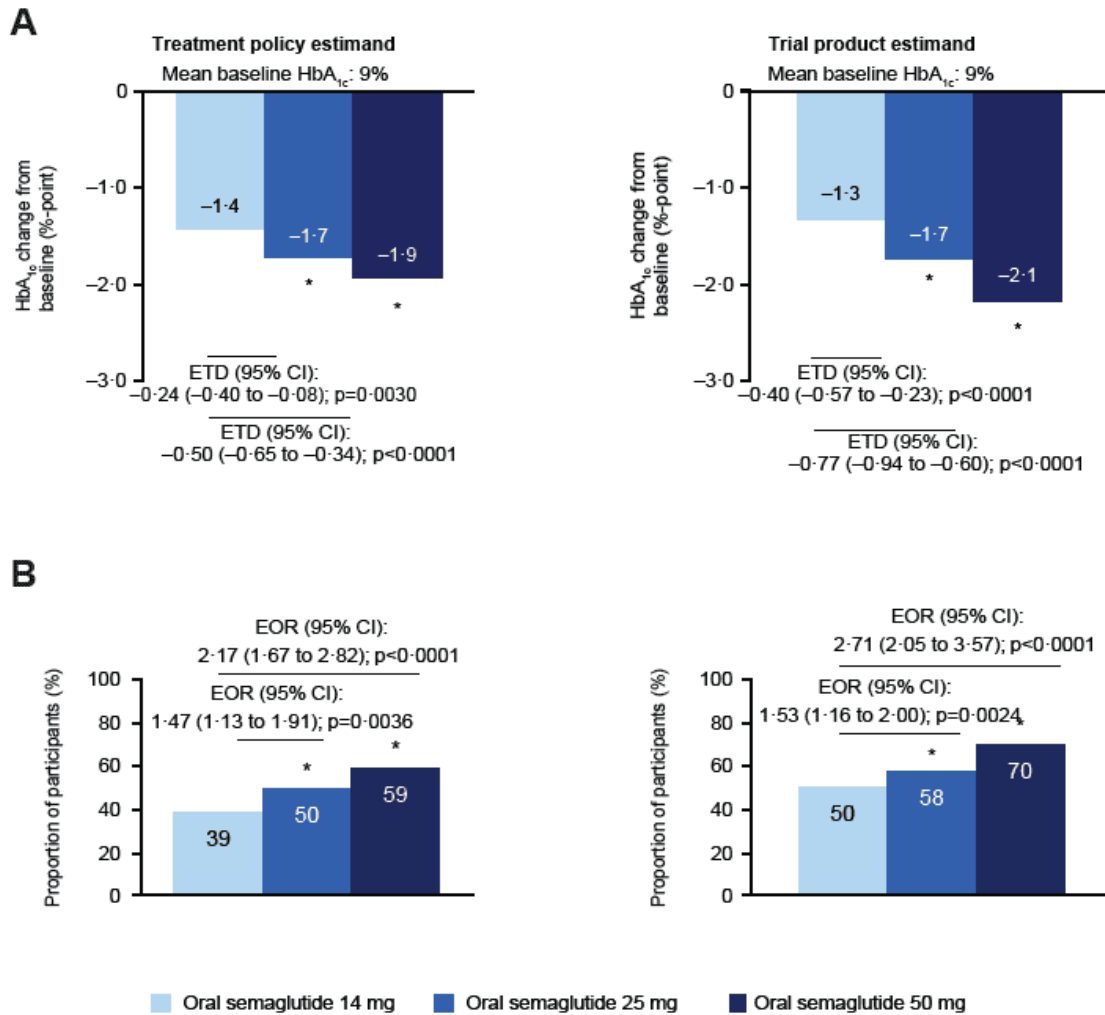 A
Treatment policy estimand
Mean baseline HbA1c: 9%
HbA1c change from
baseline (%-point)
0
–1·0
–2·0
–3·0
–1·4
–1·7
–1·9
*
*
ETD (95% CI):
–0·24 (–0·40 to –0·08); p=0·0030
ETD (95% CI):
–0·50 (–0·65 to –0·34); p<0·0001
Trial product estimand
Mean baseline HbA1c: 9%
HbA1c change from
baseline (%-point)
0
–1·0
–2·0
–3·0
–1·3
–1·7
–2·1
*
*
ETD (95% CI):
–0·40 (–0·57 to –0·23); p<0·0001
ETD (95% CI):
–0·77 (–0·94 to –0·60); p<0·0001
B
EOR (95% CI):
2·17 (1·67 to 2·82); p<0·0001
EOR (95% CI):
1·47 (1·13 to 1·91); p=0·0036
Proportion of participants (%)
100
80
60
40
20
0
*
*
39
50
59
EOR (95% CI):
2·71 (2·05 to 3·57); p<0·0001
EOR (95% CI):
1·53 (1·16 to 2·00); p=0·0024
Proportion of participants (%)
100
80
60
40
20
0
*
*
50
58
70
Oral semaglutide 14 mg
Oral semaglutide 25 mg
Oral semaglutide 50 mg